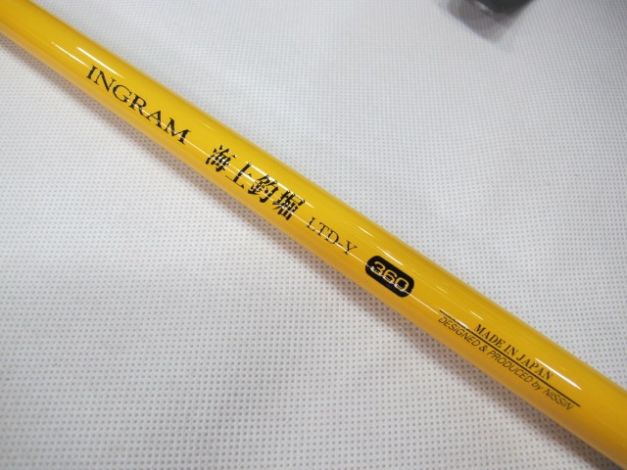 INGRAM 海上釣堀 LTD-Y 360
MADE IN JAPAN
DESIGNED & PRODUCED by NISSIN